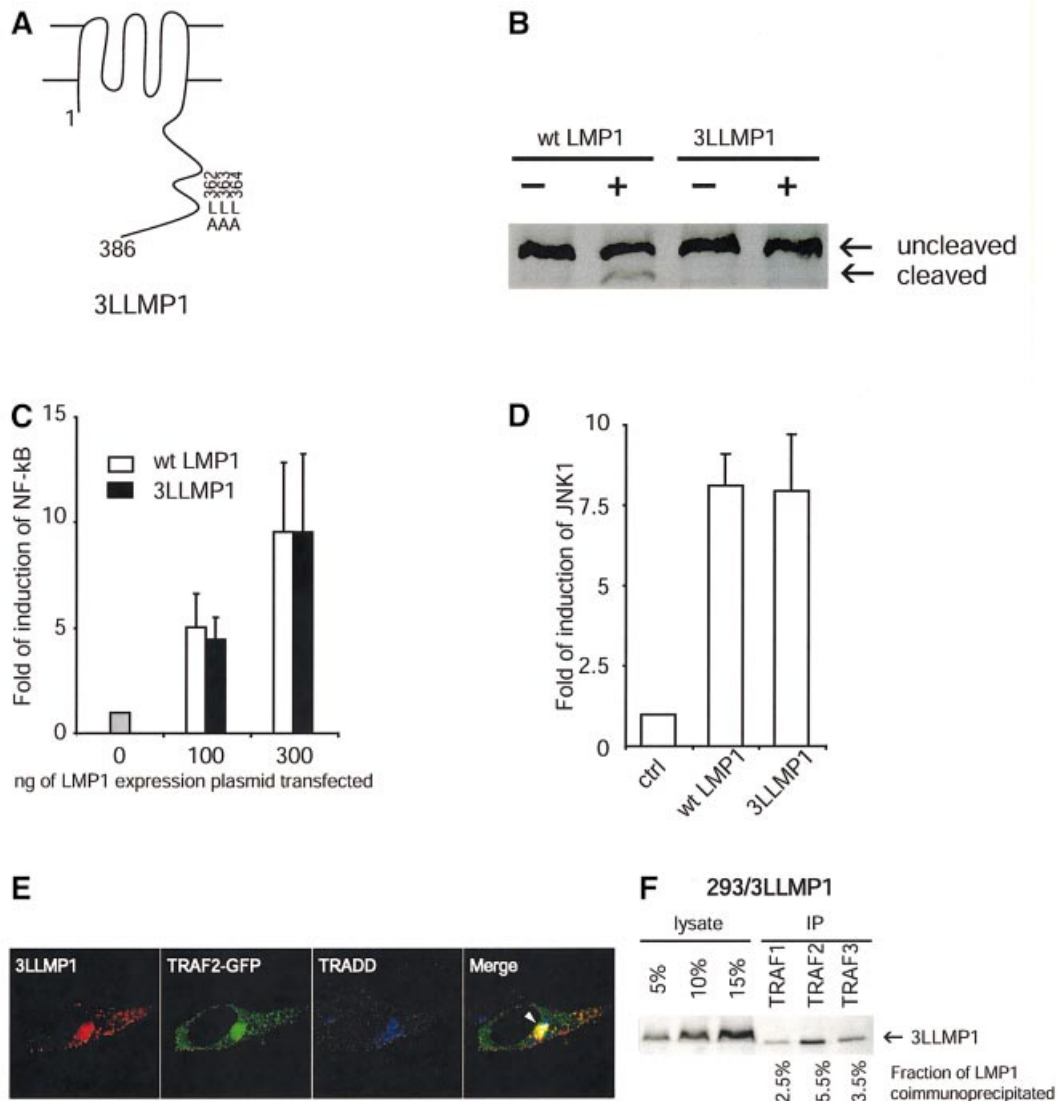 A
1
362
363
364
LLL
AAA
386
3LLMP1
B
wt LMP1 3LLMP1
− + − +
← uncleaved
← cleaved
C
Fold of induction of NF-kB
15
10
5
0
wt LMP1
3LLMP1
0 100 300
ng of LMP1 expression plasmid transfected
D
Fold of induction of JNK1
10
7.5
5
2.5
0
ctrl
wt LMP1
3LLMP1
E
3LLMP1 TRAF2-GFP TRADD Merge
F
293/3LLMP1
lysate IP
5% 10% 15% TRAF1 TRAF2 TRAF3
← 3LLMP1
2.5% 5.5% 3.5%
Fraction of LMP1
coimmunoprecipitated